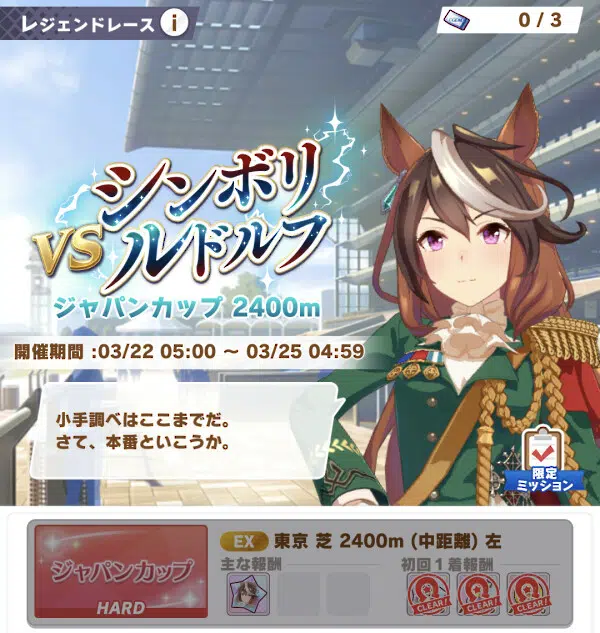 レジェンドレース i
0 / 3
シンボリ
VS ルドルフ
ジャパンカップ 2400m
開催期間 :03/22 05:00 ～ 03/25 04:59
小手調べはここまでだ。
さて、本番といこうか。
限定
ミッション
ジャパンカップ
HARD
EX 東京 芝 2400m (中距離) 左
主な報酬
初回1着報酬
CLEAR! CLEAR! CLEAR!